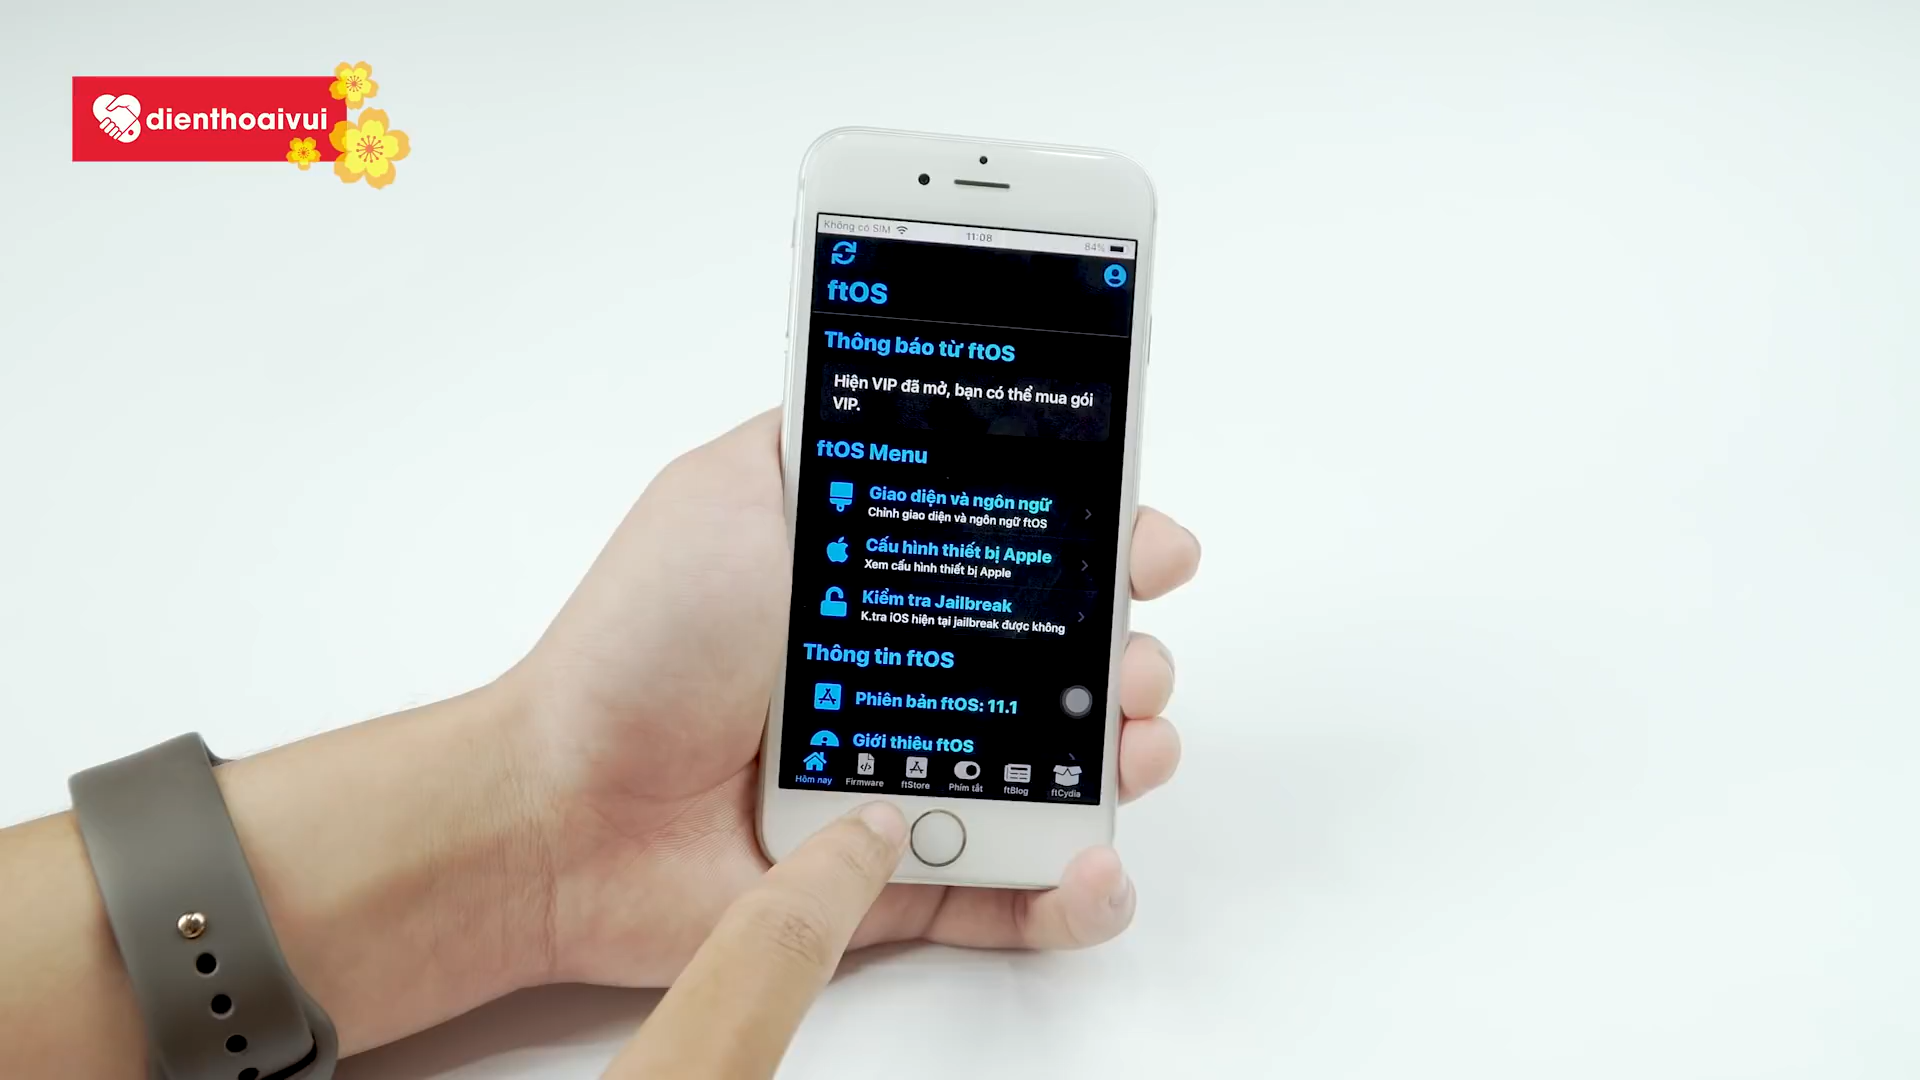 dienthoaivui
Không có SIM 11:08 84%
ftOS
Thông báo từ ftOS
Hiện VIP đã mở, bạn có thể mua gói
VIP.
ftOS Menu
Giao diện và ngôn ngữ
Chỉnh giao diện và ngôn ngữ ftOS
Cấu hình thiết bị Apple
Xem cấu hình thiết bị Apple
Kiểm tra Jailbreak
K.tra iOS hiện tại jailbreak được không
Thông tin ftOS
Phiên bản ftOS: 11.1
Giới thiệu ftOS
Hôm nay Firmware ftStore Phím tắt ftBlog ftCydia